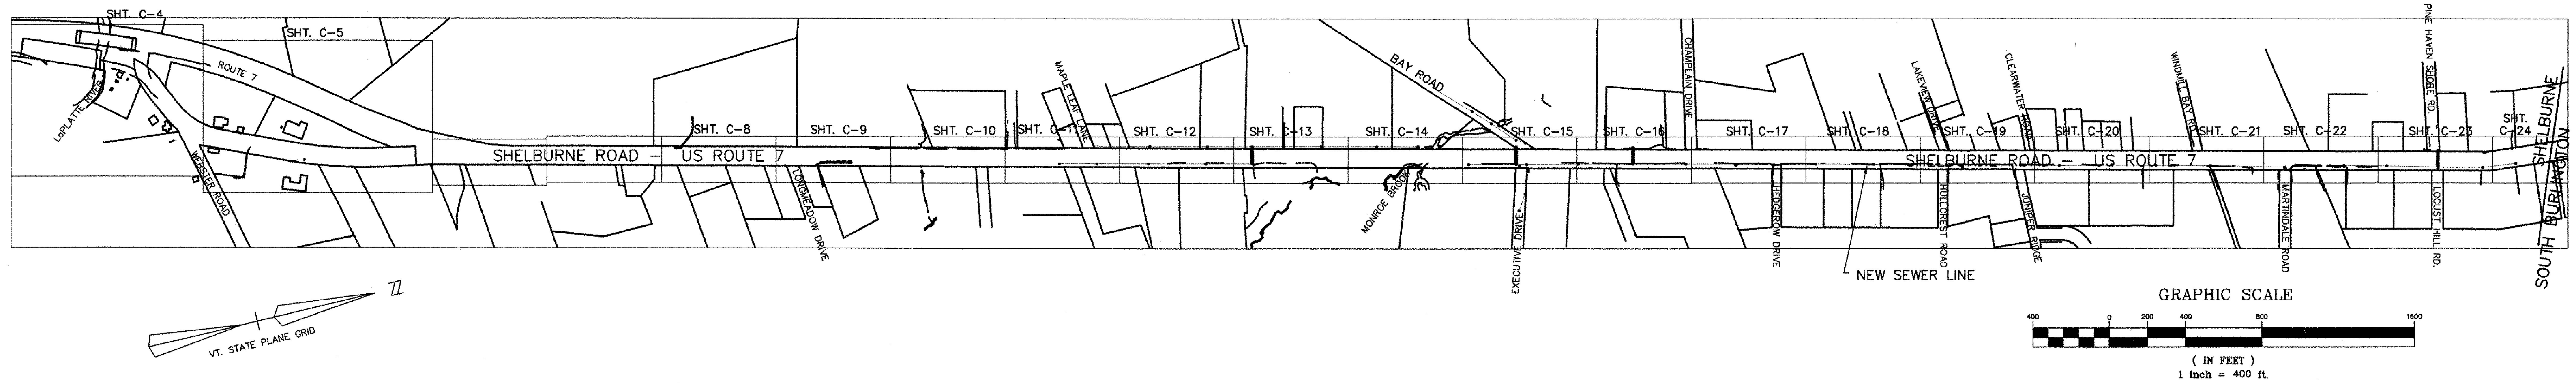 SHT. C-4
SHT. C-5
ROUTE 7
LaPLATTE RIVER
WEBSTER ROAD
SHELBURNE ROAD - US ROUTE 7
SHT. C-8
SHT. C-9
LONGMEADOW DRIVE
SHT. C-10
SHT. C-11
MAPLE LEAF LANE
SHT. C-12
SHT. C-13
SHT. C-14
MONROE BROOK
BAY ROAD
SHT. C-15
EXECUTIVE DRIVE
SHT. C-16
CHAMPLAIN DRIVE
SHT. C-17
HEDGEROW DRIVE
SHT. C-18
NEW SEWER LINE
LAKEVIEW DRIVE
SHELBURNE ROAD - US ROUTE 7
SHT. C-19
HULLCREST ROAD
CLEARWATER ROAD
JUNIPER RIDGE
SHT. C-20
WINDMILL BAY RD.
SHT. C-21
SHT. C-22
MARTINDALE ROAD
PINE HAVEN SHORE RD.
SHT. C-23
LOCUST HILL RD.
SHT.
C-24
SHELBURNE
SOUTH BURLINGTON
VT. STATE PLANE GRID
GRAPHIC SCALE
400 0 200 400 800 1600
( IN FEET )
1 inch = 400 ft.